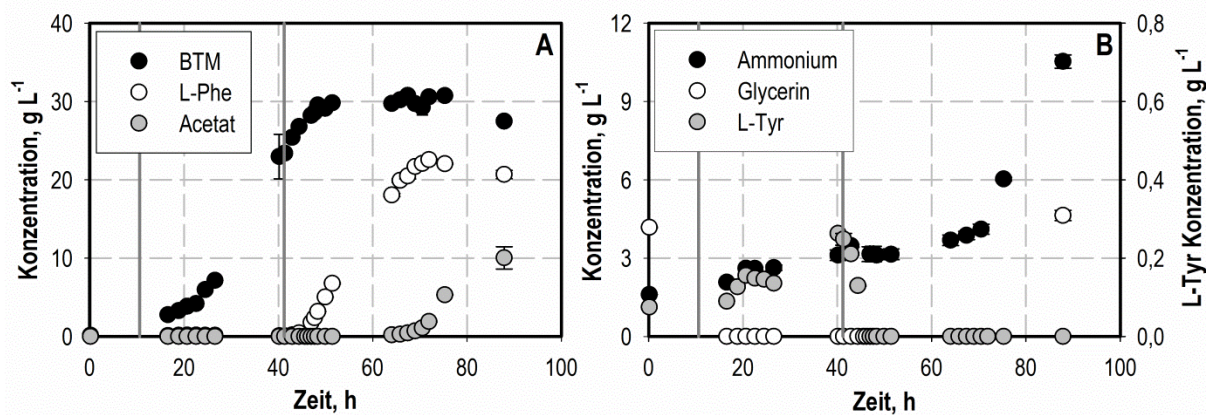 A
BTM
L-Phe
Acetat
Konzentration, g L-1
40
30
20
10
0
0 20 40 60 80 100
Zeit, h
B
Ammonium
Glycerin
L-Tyr
Konzentration, g L-1
12
9
6
3
0
0 20 40 60 80 100
Zeit, h
0,8
0,6
0,4
0,2
0,0
L-Tyr Konzentration, g L-1